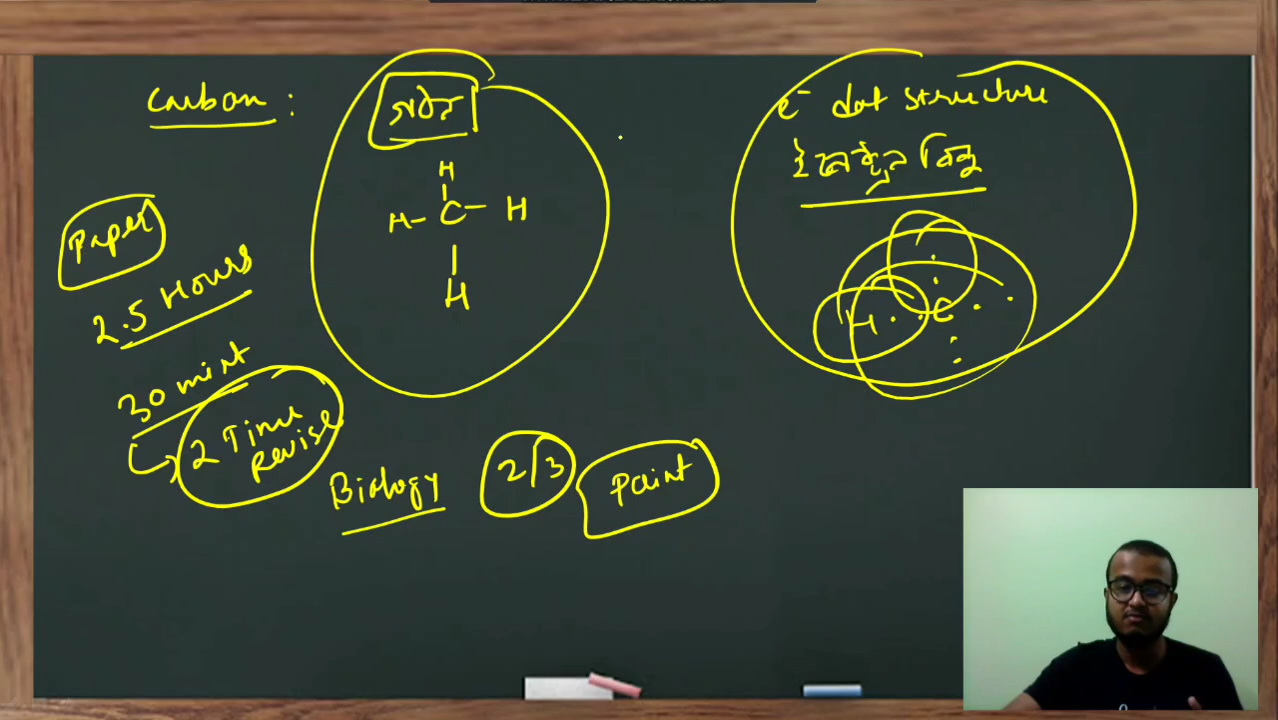 Carbon :
গঠন
H
H - C - H
H
e⁻ dot structure
ইলেকট্রন বিন্দু
H · · C · ·
Paper
2.5 Hours
30 mint
2 Time
Revise
Biology 2/3 Point